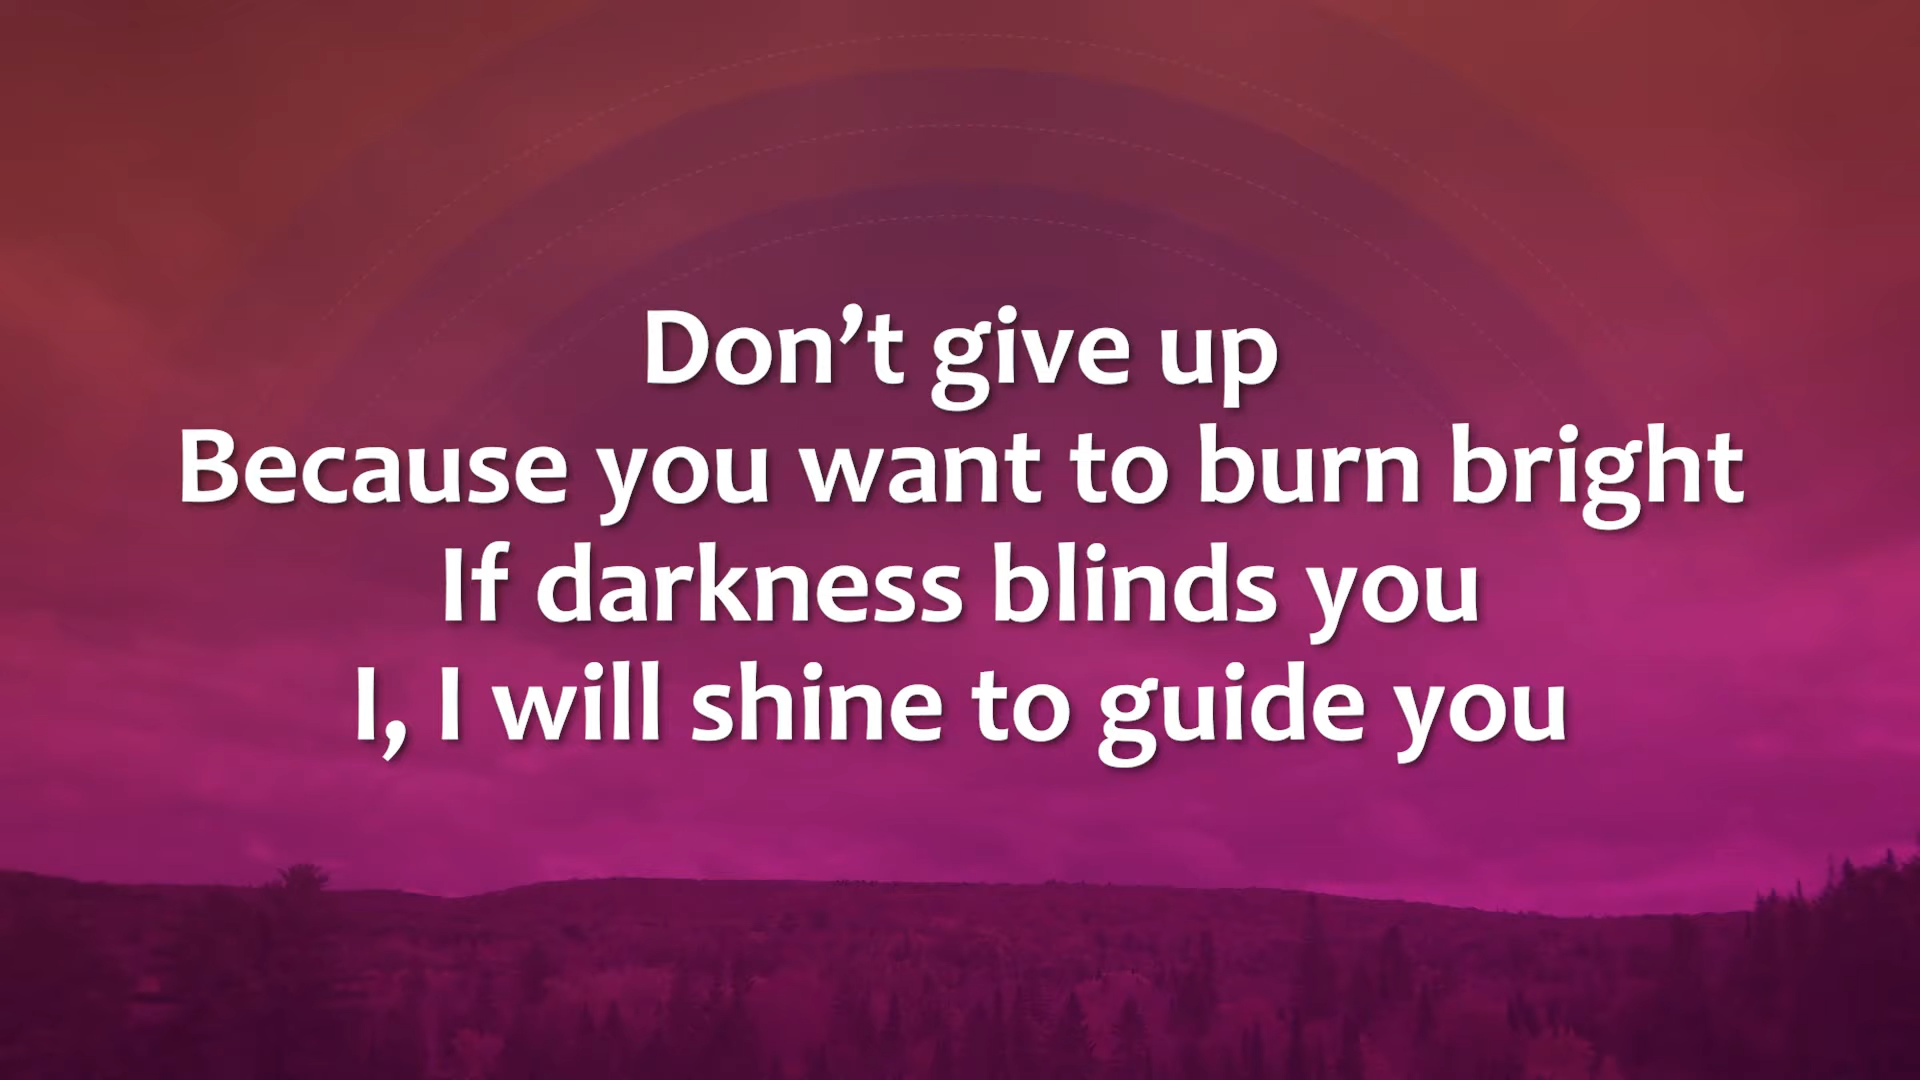 Don’t give up
Because you want to burn bright
If darkness blinds you
I, I will shine to guide you